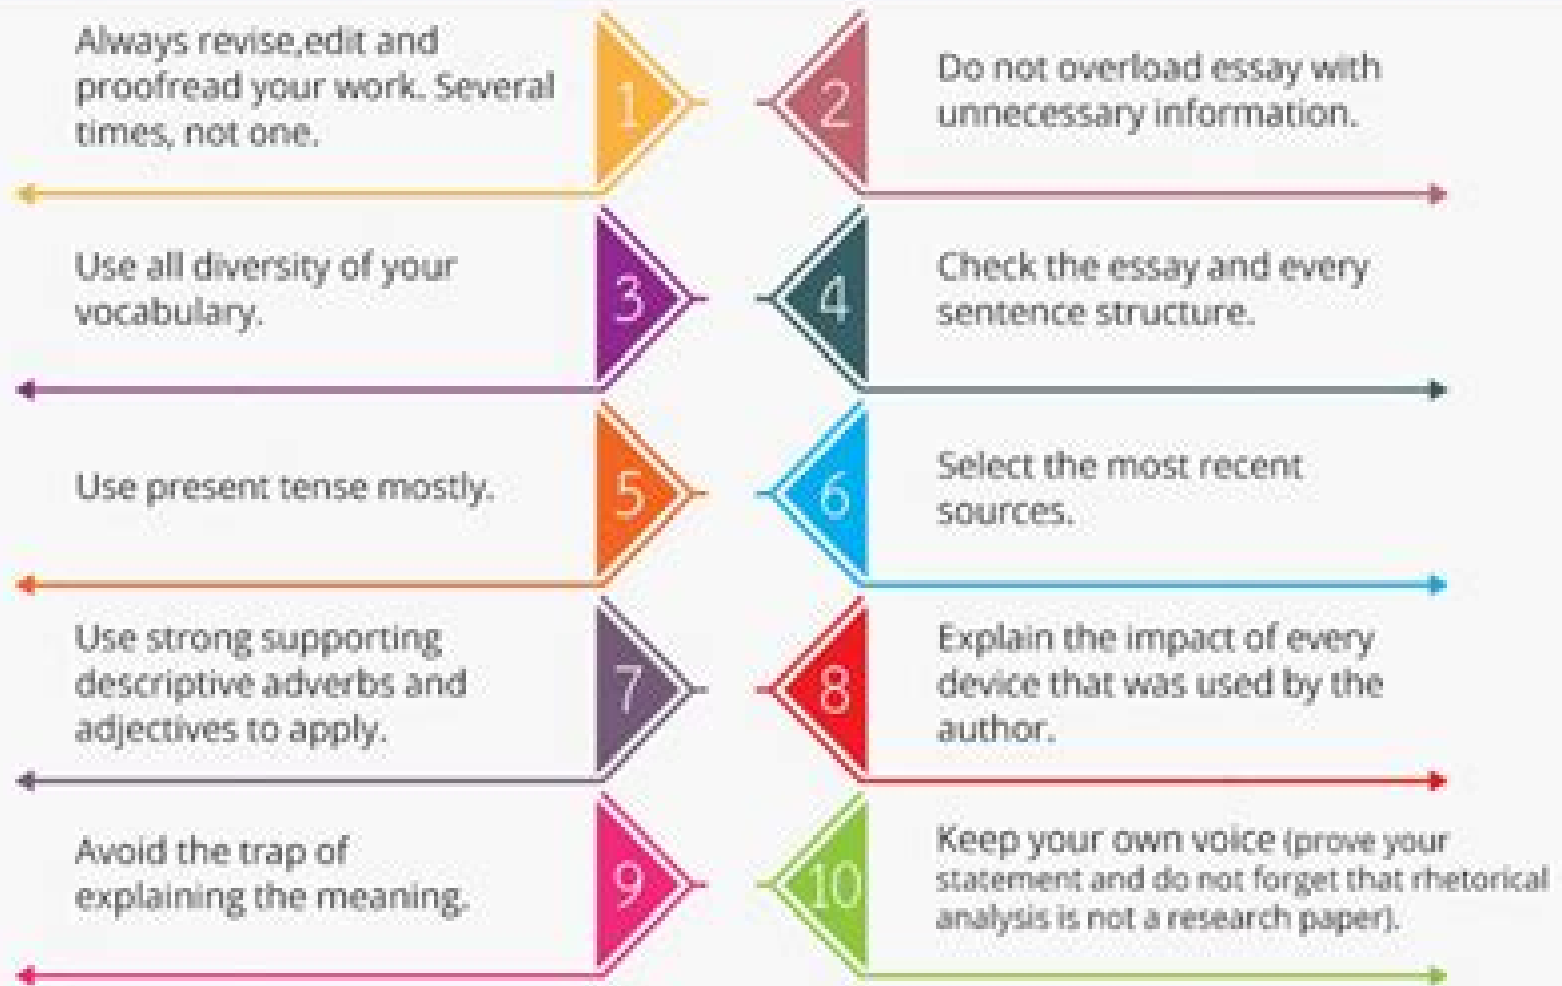 Always revise,edit and
proofread your work. Several
times, not one.
1
2
Do not overload essay with
unnecessary information.
Use all diversity of your
vocabulary.
3
4
Check the essay and every
sentence structure.
Use present tense mostly.
5
6
Select the most recent
sources.
Use strong supporting
descriptive adverbs and
adjectives to apply.
7
8
Explain the impact of every
device that was used by the
author.
Avoid the trap of
explaining the meaning.
9
10
Keep your own voice (prove your
statement and do not forget that rhetorical
analysis is not a research paper).